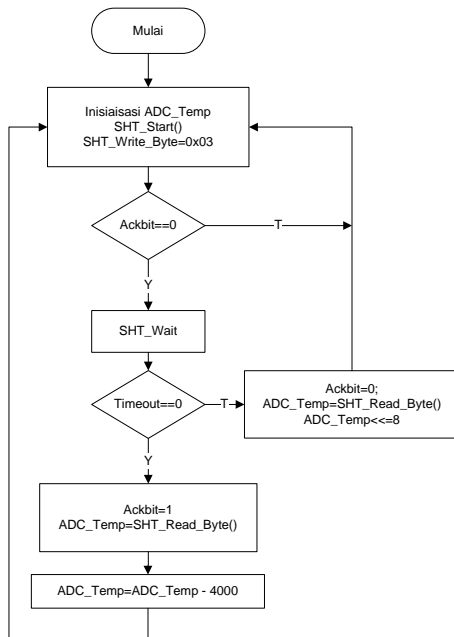 Mulai
Inisiaisasi ADC_Temp
SHT_Start()
SHT_Write_Byte=0x03
Ackbit==0
T
Y
SHT_Wait
Timeout==0
T
Ackbit=0;
ADC_Temp=SHT_Read_Byte()
ADC_Temp<<=8
Y
Ackbit=1
ADC_Temp=SHT_Read_Byte()
ADC_Temp=ADC_Temp - 4000